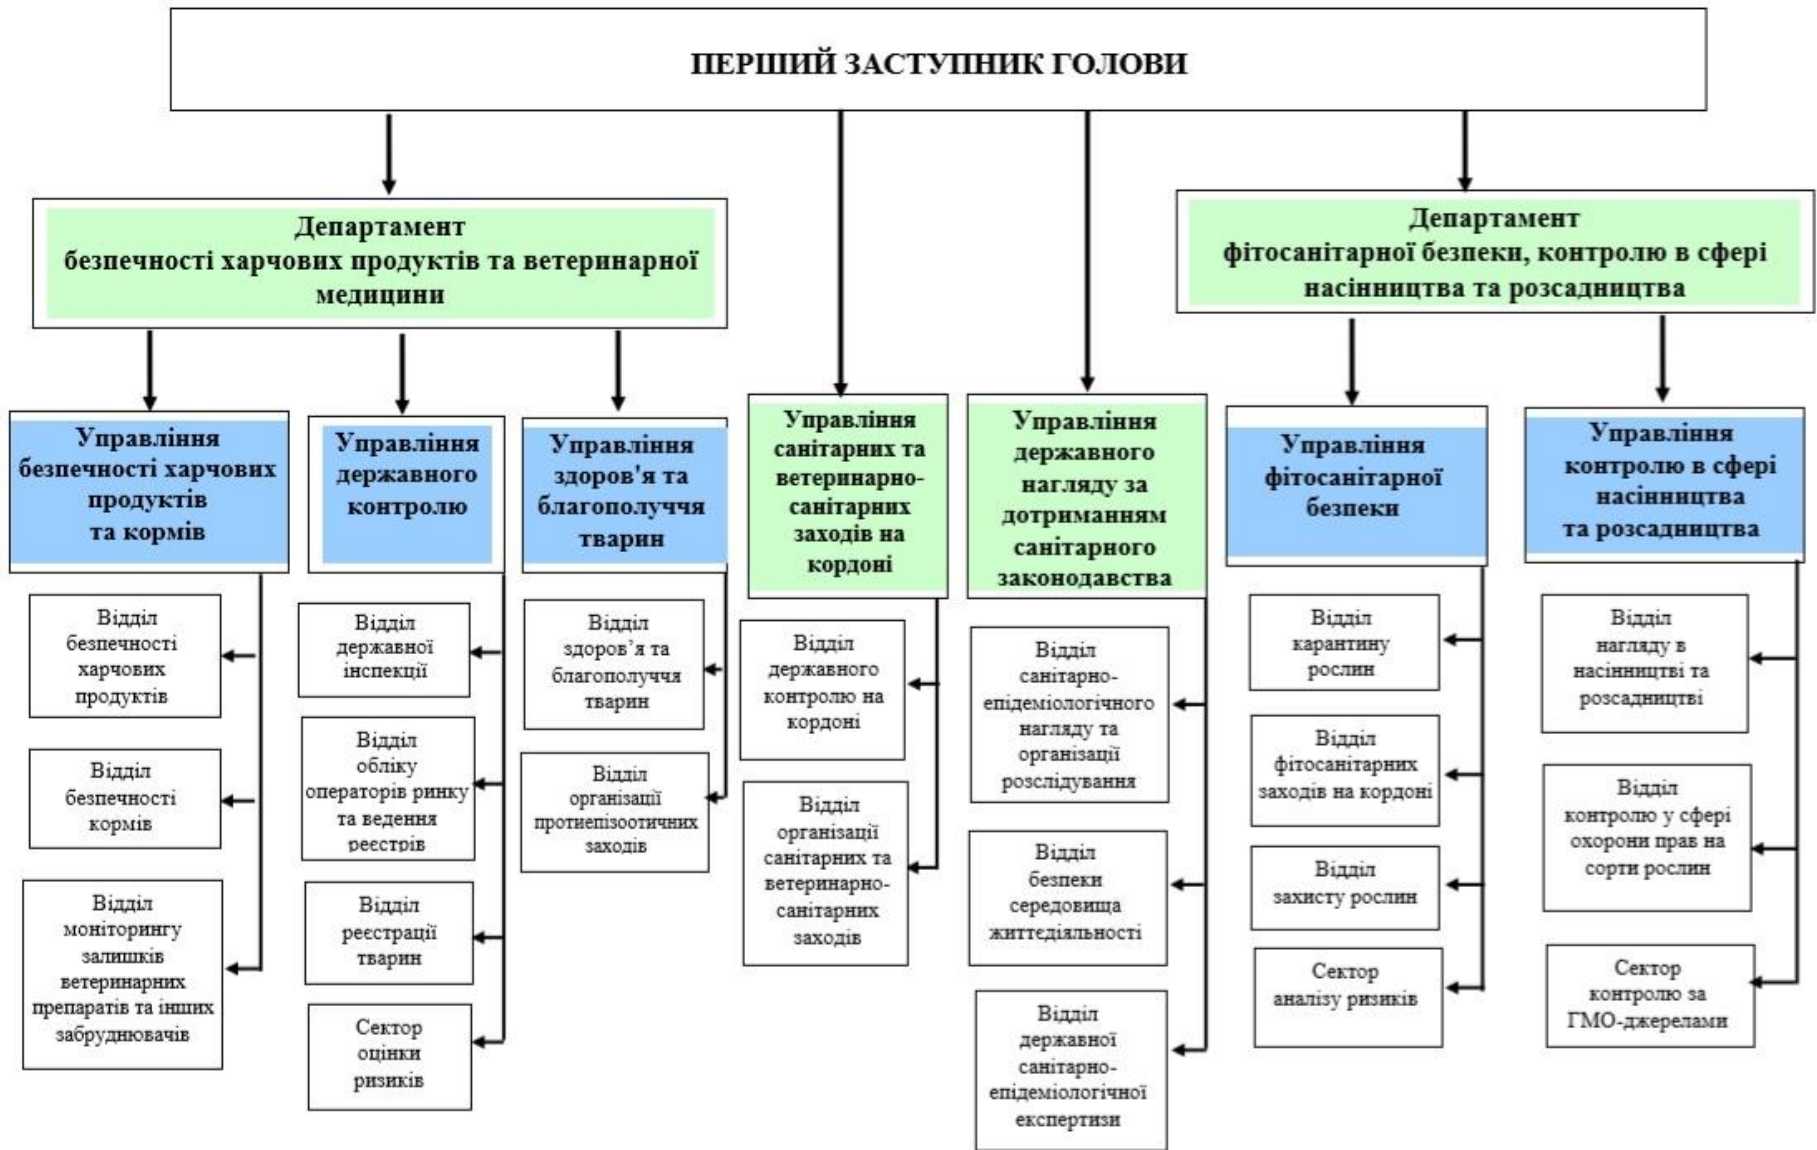 ПЕРШИЙ ЗАСТУПНИК ГОЛОВИ
Департамент
безпечності харчових продуктів та ветеринарної
медицини
Департамент
фітосанітарної безпеки, контролю в сфері
насінництва та розсадництва
Управління
безпечності харчових
продуктів
та кормів
Управління
державного
контролю
Управління
здоров'я та
благополуччя
тварин
Управління
санітарних та
ветеринарно-
санітарних
заходів на
кордоні
Управління
державного
нагляду за
дотриманням
санітарного
законодавства
Управління
фітосанітарної
безпеки
Управління
контролю в сфері
насінництва
та розсадництва
Відділ
безпечності
харчових
продуктів
Відділ
безпечності
кормів
Відділ
моніторингу
залишків
ветеринарних
препаратів та інших
забруднювачів
Відділ
державної
інспекції
Відділ
обліку
операторів ринку
та ведення
реєстрів
Відділ
реєстрації
тварин
Сектор
оцінки
ризиків
Відділ
здоров’я та
благополуччя
тварин
Відділ
організації
протиепізоотичних
заходів
Відділ
державного
контролю на
кордоні
Відділ
організації
санітарних та
ветеринарно-
санітарних
заходів
Відділ
санітарно-
епідеміологічного
нагляду та
організації
розслідування
Відділ
безпеки
середовища
життєдіяльності
Відділ
державної
санітарно-
епідеміологічної
експертизи
Відділ
карантину
рослин
Відділ
фітосанітарних
заходів на кордоні
Відділ
захисту рослин
Сектор
аналізу ризиків
Відділ
нагляду в
насінництві та
розсадництві
Відділ
контролю у сфері
охорони прав на
сорти рослин
Сектор
контролю за
ГМО-джерелами